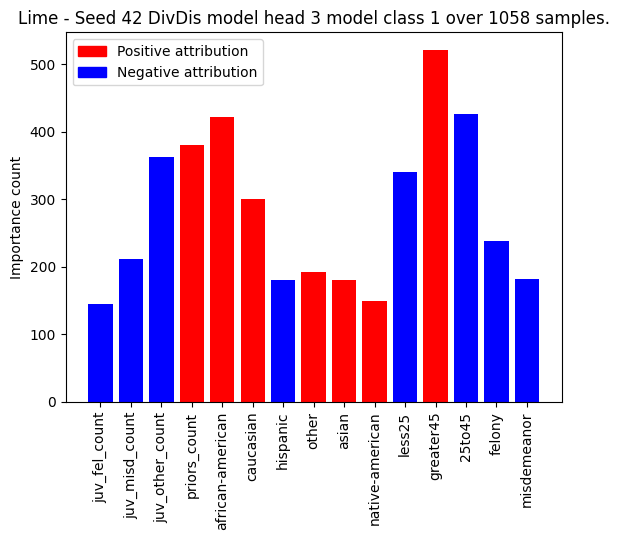 Lime - Seed 42 DivDis model head 3 model class 1 over 1058 samples.
Positive attribution
Negative attribution
Importance count
500
400
300
200
100
0
juv_fel_count
juv_misd_count
juv_other_count
priors_count
african-american
caucasian
hispanic
other
asian
native-american
less25
greater45
25to45
felony
misdemeanor